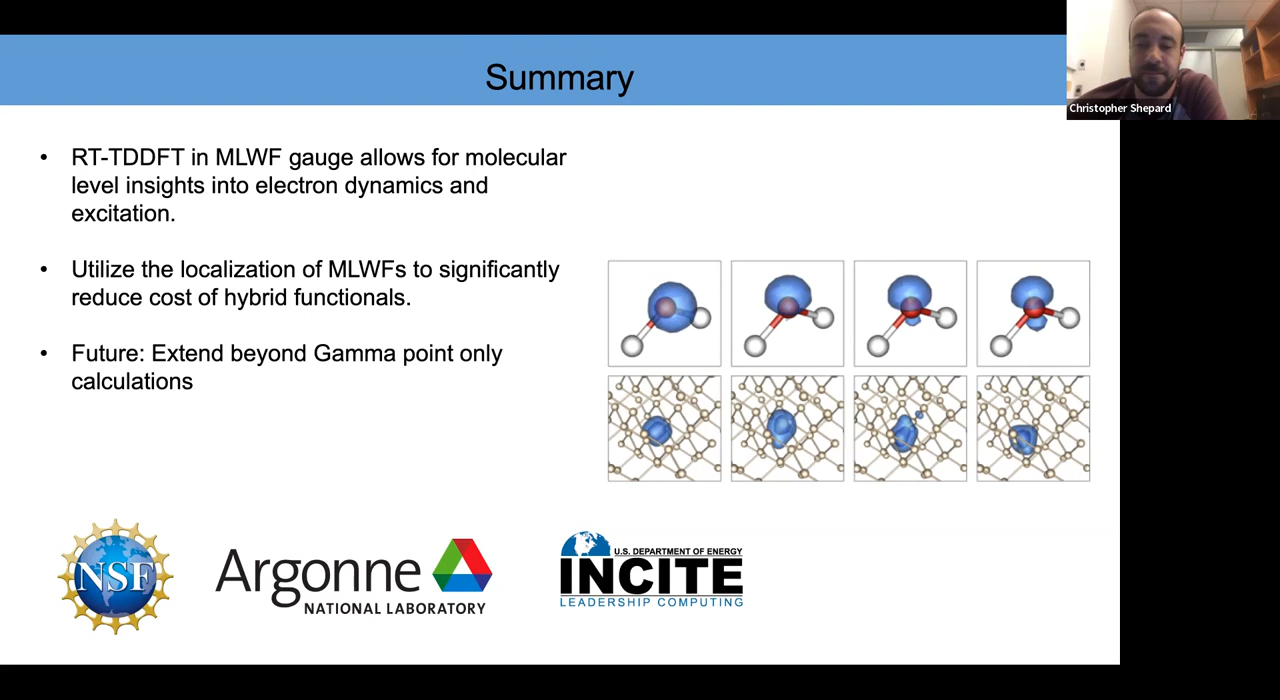 Summary
Christopher Shepard
• RT-TDDFT in MLWF gauge allows for molecular
level insights into electron dynamics and
excitation.
• Utilize the localization of MLWFs to significantly
reduce cost of hybrid functionals.
• Future: Extend beyond Gamma point only
calculations
NSF
Argonne
NATIONAL LABORATORY
U.S. DEPARTMENT OF ENERGY
INCITE
LEADERSHIP COMPUTING